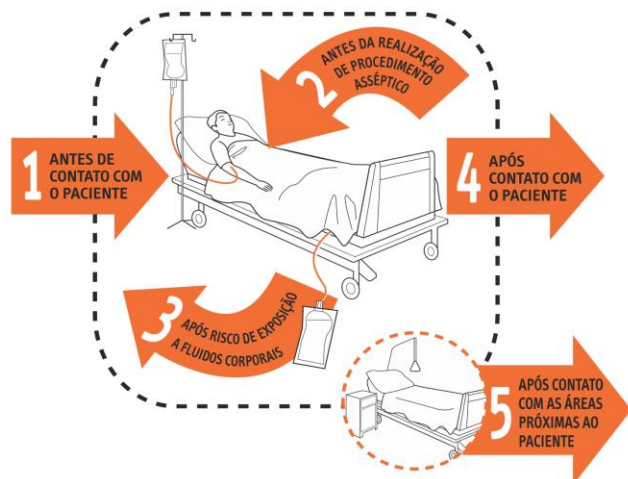 1 ANTES DE
CONTATO COM
O PACIENTE
2 ANTES DA REALIZAÇÃO
DE PROCEDIMENTO
ASSÉPTICO
3 APÓS RISCO DE EXPOSIÇÃO
A FLUIDOS CORPORAIS
4 APÓS
CONTATO COM
O PACIENTE
5 APÓS CONTATO
COM AS ÁREAS
PRÓXIMAS AO
PACIENTE